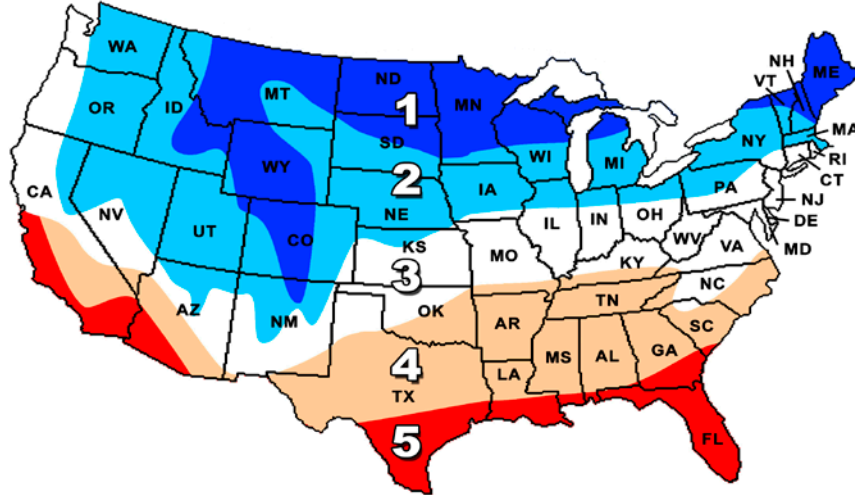 WA
MT
ND
MN
ME
NH
VT
OR
ID
1
SD
WY
WI
MI
NY
MA
RI
CT
2
IA
NE
PA
NJ
DE
MD
CA
NV
UT
CO
KS
3
MO
IL
IN
OH
WV
VA
KY
NC
AZ
NM
OK
AR
TN
SC
4
TX
LA
MS
AL
GA
5
FL